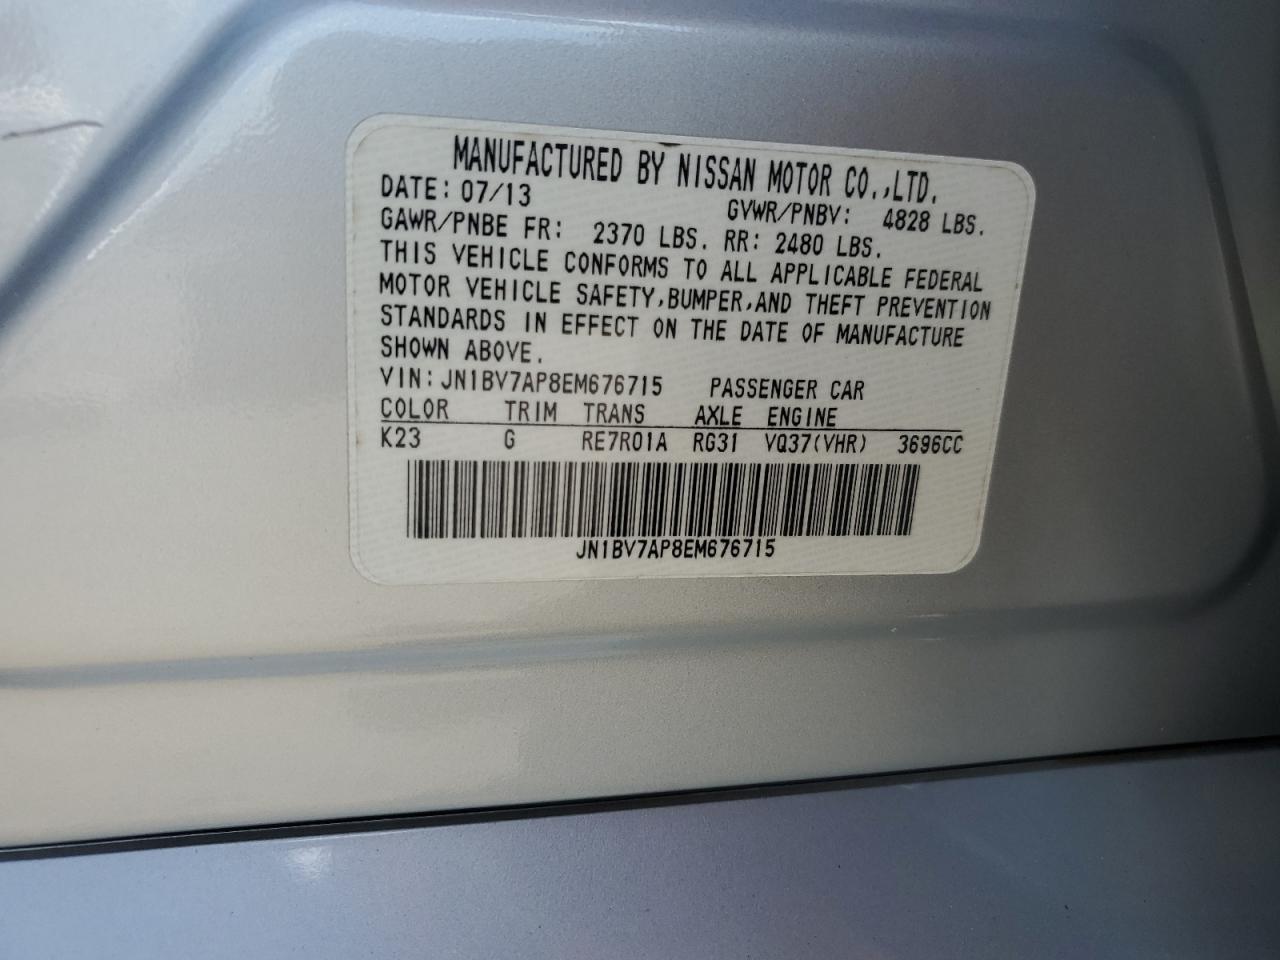 MANUFACTURED BY NISSAN MOTOR CO.,LTD.
DATE: 07/13 GVWR/PNBV: 4828 LBS.
GAWR/PNBE FR: 2370 LBS. RR: 2480 LBS.
THIS VEHICLE CONFORMS TO ALL APPLICABLE FEDERAL
MOTOR VEHICLE SAFETY,BUMPER,AND THEFT PREVENTION
STANDARDS IN EFFECT ON THE DATE OF MANUFACTURE
SHOWN ABOVE.
VIN: JN1BV7AP8EM676715 PASSENGER CAR
COLOR TRIM TRANS AXLE ENGINE
K23 G RE7R01A RG31 VQ37(VHR) 3696CC
JN1BV7AP8EM676715